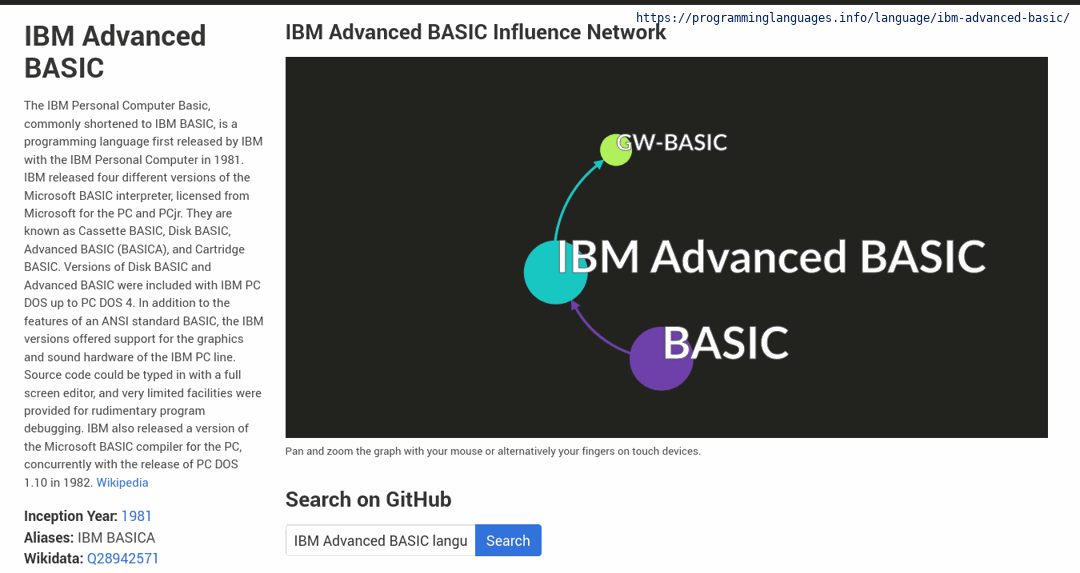 https://programminglanguages.info/language/ibm-advanced-basic/
IBM Advanced
BASIC
The IBM Personal Computer Basic,
commonly shortened to IBM BASIC, is a
programming language first released by IBM
with the IBM Personal Computer in 1981.
IBM released four different versions of the
Microsoft BASIC interpreter, licensed from
Microsoft for the PC and PCjr. They are
known as Cassette BASIC, Disk BASIC,
Advanced BASIC (BASICA), and Cartridge
BASIC. Versions of Disk BASIC and
Advanced BASIC were included with IBM PC
DOS up to PC DOS 4. In addition to the
features of an ANSI standard BASIC, the IBM
versions offered support for the graphics
and sound hardware of the IBM PC line.
Source code could be typed in with a full
screen editor, and very limited facilities were
provided for rudimentary program
debugging. IBM also released a version of
the Microsoft BASIC compiler for the PC,
concurrently with the release of PC DOS
1.10 in 1982. Wikipedia
Inception Year: 1981
Aliases: IBM BASICA
Wikidata: Q28942571
IBM Advanced BASIC Influence Network
GW-BASIC
IBM Advanced BASIC
BASIC
Pan and zoom the graph with your mouse or alternatively your fingers on touch devices.
Search on GitHub
IBM Advanced BASIC langu
Search